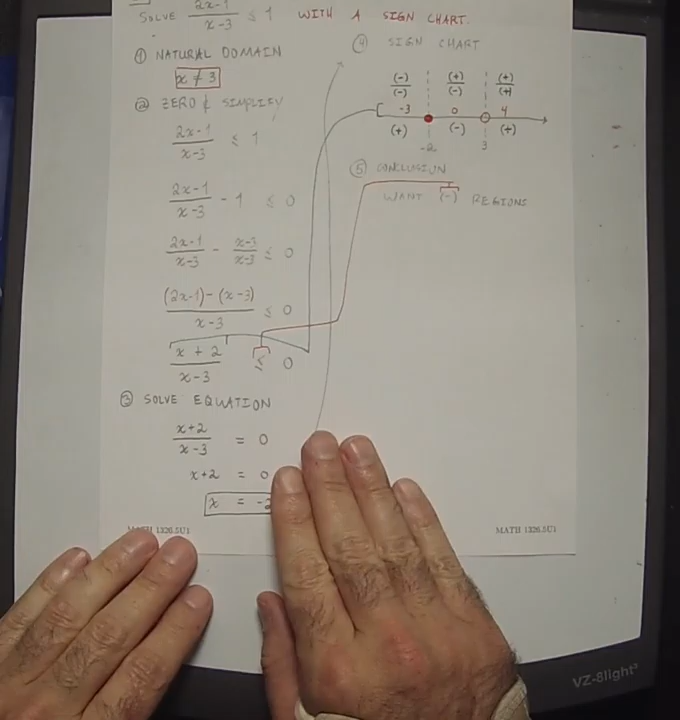 SOLVE (2x-1)/(x-3) ≤ 1 WITH A SIGN CHART.
① NATURAL DOMAIN
x ≠ 3
② ZERO & SIMPLIFY
(2x-1)/(x-3) ≤ 1
(2x-1)/(x-3) - 1 ≤ 0
(2x-1)/(x-3) - (x-3)/(x-3) ≤ 0
((2x-1)-(x-3))/(x-3) ≤ 0
(x + 2)/(x-3) ≤ 0
③ SOLVE EQUATION
(x+2)/(x-3) = 0
x+2 = 0
x = -2
④ SIGN CHART
(-)/(-) (+)/(-) (+)/(+)
-3 0 4
(+) (-) (+)
-2 3
⑤ CONCLUSION
WANT (-) REGIONS
MATH 1326.5U1
MATH 1326.5U1
VZ-8light³